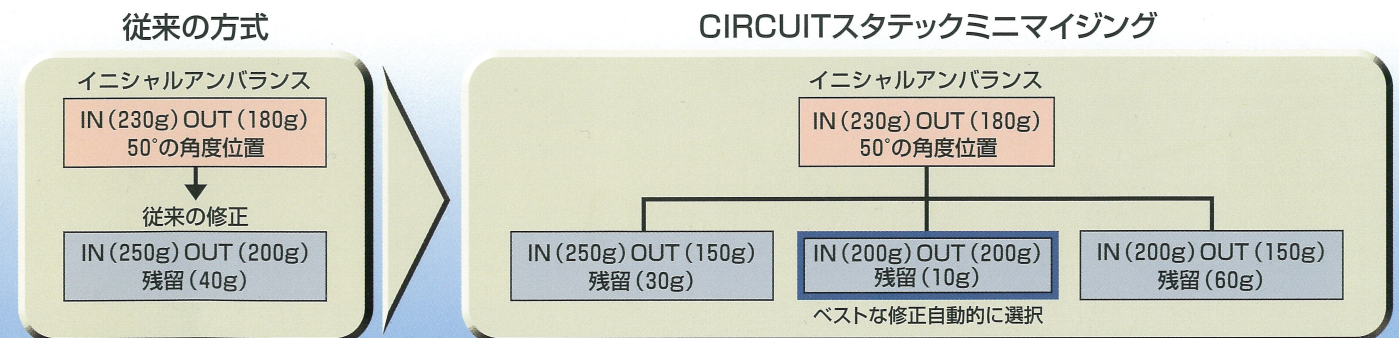 従来の方式
イニシャルアンバランス
IN(230g)OUT(180g)
50°の角度位置
従来の修正
IN(250g)OUT(200g)
残留(40g)
CIRCUITスタテックミニマイジング
イニシャルアンバランス
IN(230g)OUT(180g)
50°の角度位置
IN(250g)OUT(150g)
残留(30g)
IN(200g)OUT(200g)
残留(10g)
ベストな修正自動的に選択
IN(200g)OUT(150g)
残留(60g)